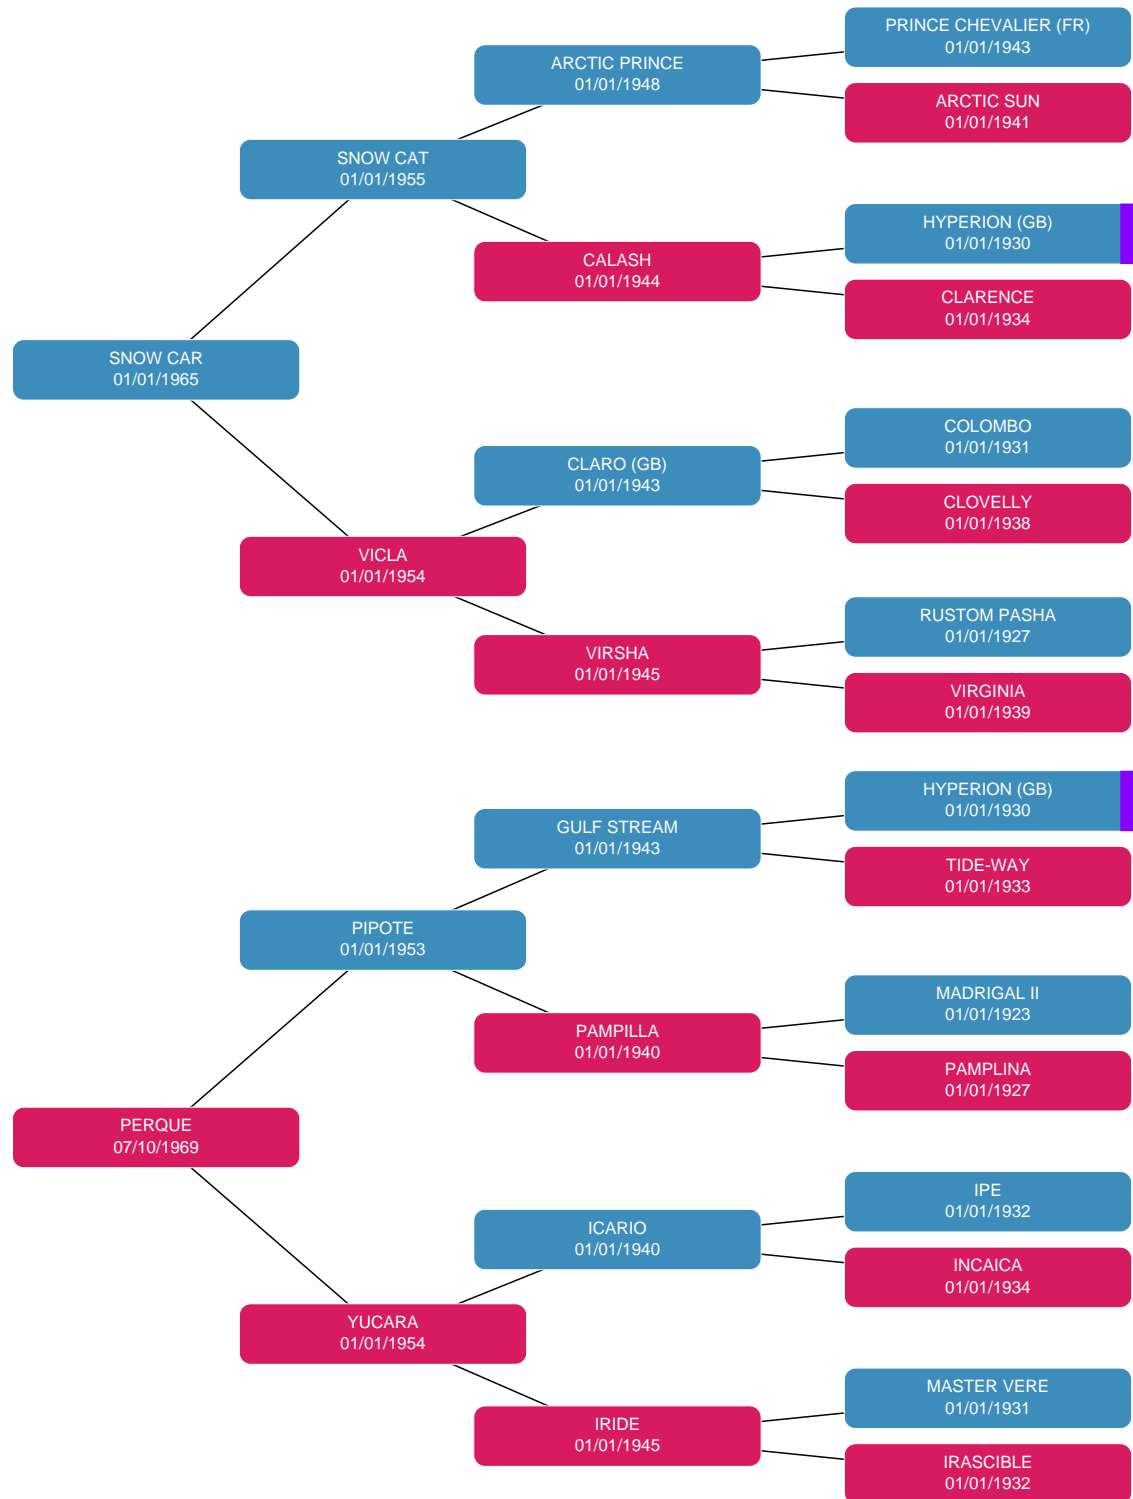 PRINCE CHEVALIER (FR)
01/01/1943
ARCTIC PRINCE
01/01/1948
ARCTIC SUN
01/01/1941
SNOW CAT
01/01/1955
HYPERION (GB)
01/01/1930
CALASH
01/01/1944
CLARENCE
01/01/1934
SNOW CAR
01/01/1965
COLOMBO
01/01/1931
CLARO (GB)
01/01/1943
CLOVELLY
01/01/1938
VICLA
01/01/1954
RUSTOM PASHA
01/01/1927
VIRSHA
01/01/1945
VIRGINIA
01/01/1939
HYPERION (GB)
01/01/1930
GULF STREAM
01/01/1943
TIDE-WAY
01/01/1933
PIPOTE
01/01/1953
MADRIGAL II
01/01/1923
PAMPILLA
01/01/1940
PAMPLINA
01/01/1927
PERQUE
07/10/1969
IPE
01/01/1932
ICARIO
01/01/1940
INCAICA
01/01/1934
YUCARA
01/01/1954
MASTER VERE
01/01/1931
IRIDE
01/01/1945
IRASCIBLE
01/01/1932